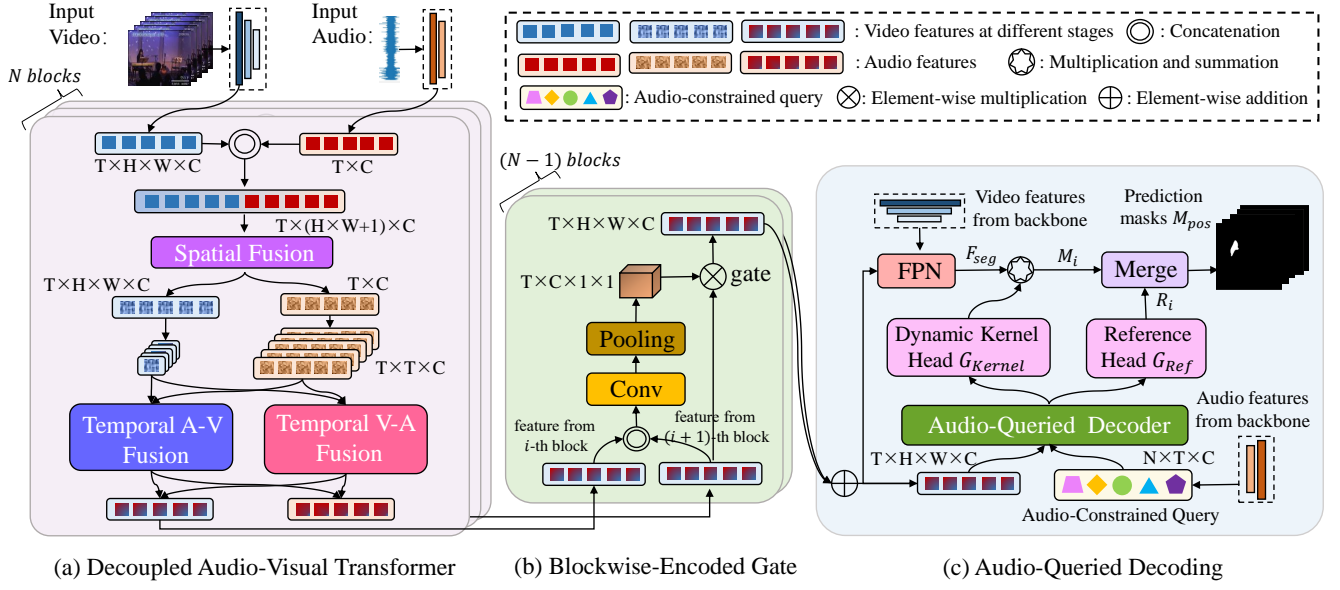 Input
Video:
Input
Audio:
N blocks
T×H×W×C
T×C
T×(H×W+1)×C
Spatial Fusion
T×H×W×C
T×C
T×T×C
Temporal A-V
Fusion
Temporal V-A
Fusion
(a) Decoupled Audio-Visual Transformer
: Video features at different stages
: Concatenation
: Audio features
: Multiplication and summation
: Audio-constrained query
: Element-wise multiplication
: Element-wise addition
(N − 1) blocks
T×H×W×C
T×C×1×1
gate
Pooling
Conv
feature from
i-th block
feature from
(i + 1)-th block
(b) Blockwise-Encoded Gate
Video features
from backbone
Prediction
masks M_pos
FPN
F_seg
M_i
Merge
R_i
Dynamic Kernel
Head G_Kernel
Reference
Head G_Ref
Audio features
from backbone
Audio-Queried Decoder
T×H×W×C
N×T×C
Audio-Constrained Query
(c) Audio-Queried Decoding